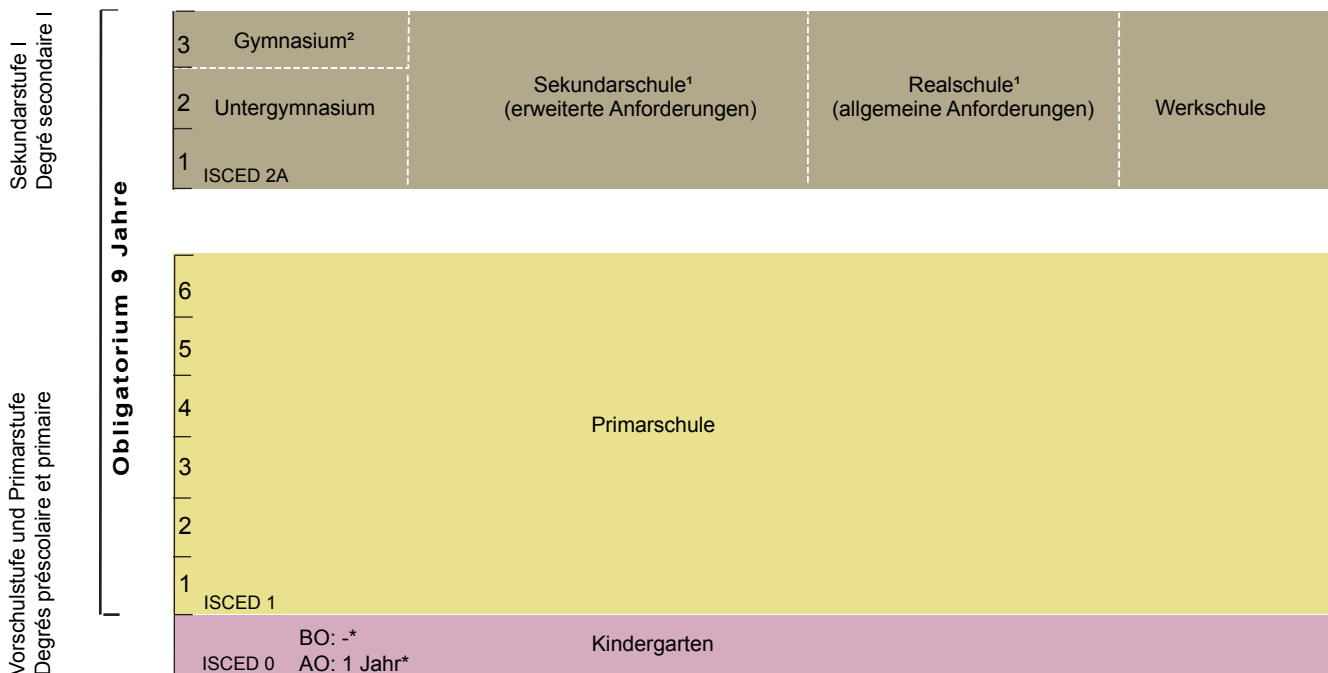 Sekundarstufe I
Degré secondaire I
Obligatorium 9 Jahre
3
Gymnasium²
2
Untergymnasium
1
ISCED 2A
Sekundarschule¹
(erweiterte Anforderungen)
Realschule¹
(allgemeine Anforderungen)
Werkschule
Vorschulstufe und Primarstufe
Degrés préscolaire et primaire
6
5
4
3
2
1
Primarschule
ISCED 1
BO: -*
ISCED 0
AO: 1 Jahr*
Kindergarten